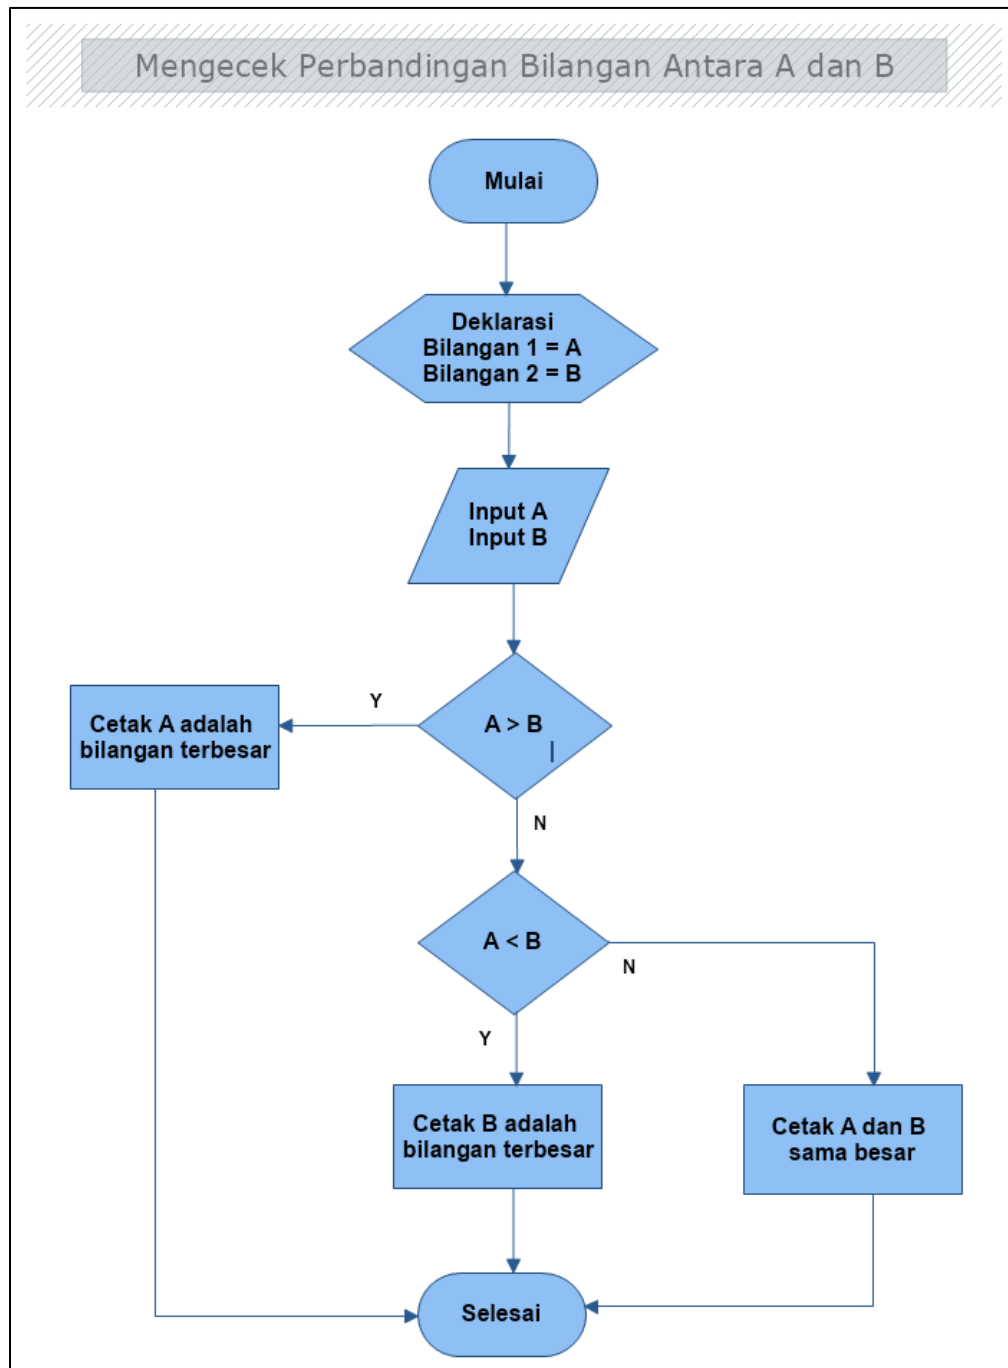 Mengecek Perbandingan Bilangan Antara A dan B
Mulai
Deklarasi
Bilangan 1 = A
Bilangan 2 = B
Input A
Input B
A > B
Y
Cetak A adalah
bilangan terbesar
N
A < B
N
Y
Cetak B adalah
bilangan terbesar
Cetak A dan B
sama besar
Selesai